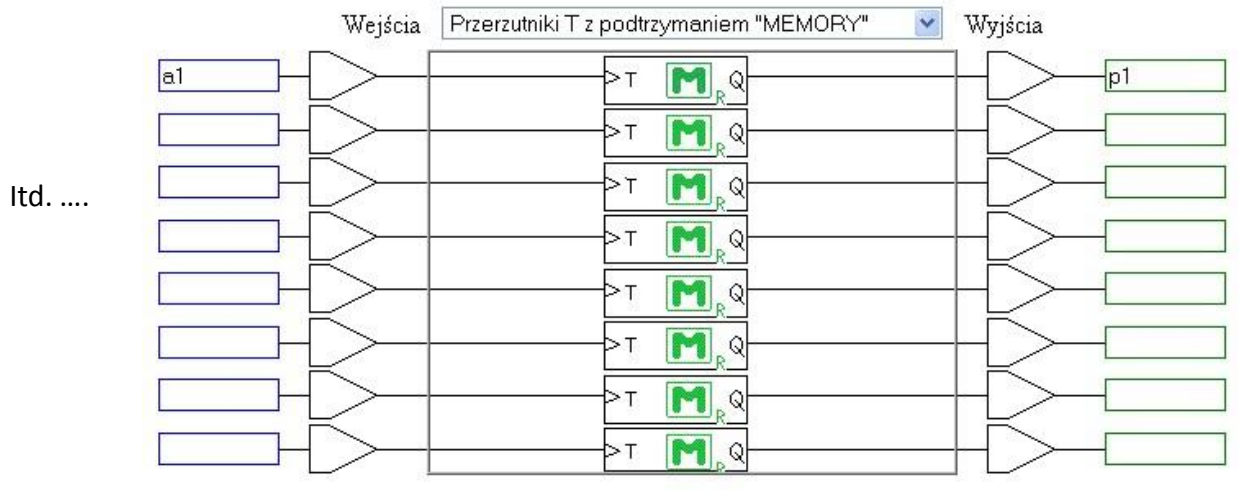 Wejścia Przerzutniki T z podtrzymaniem "MEMORY" Wyjścia
a1 T M R Q p1
T M R Q
T M R Q
Itd. ....
T M R Q
T M R Q
T M R Q
T M R Q
T M R Q